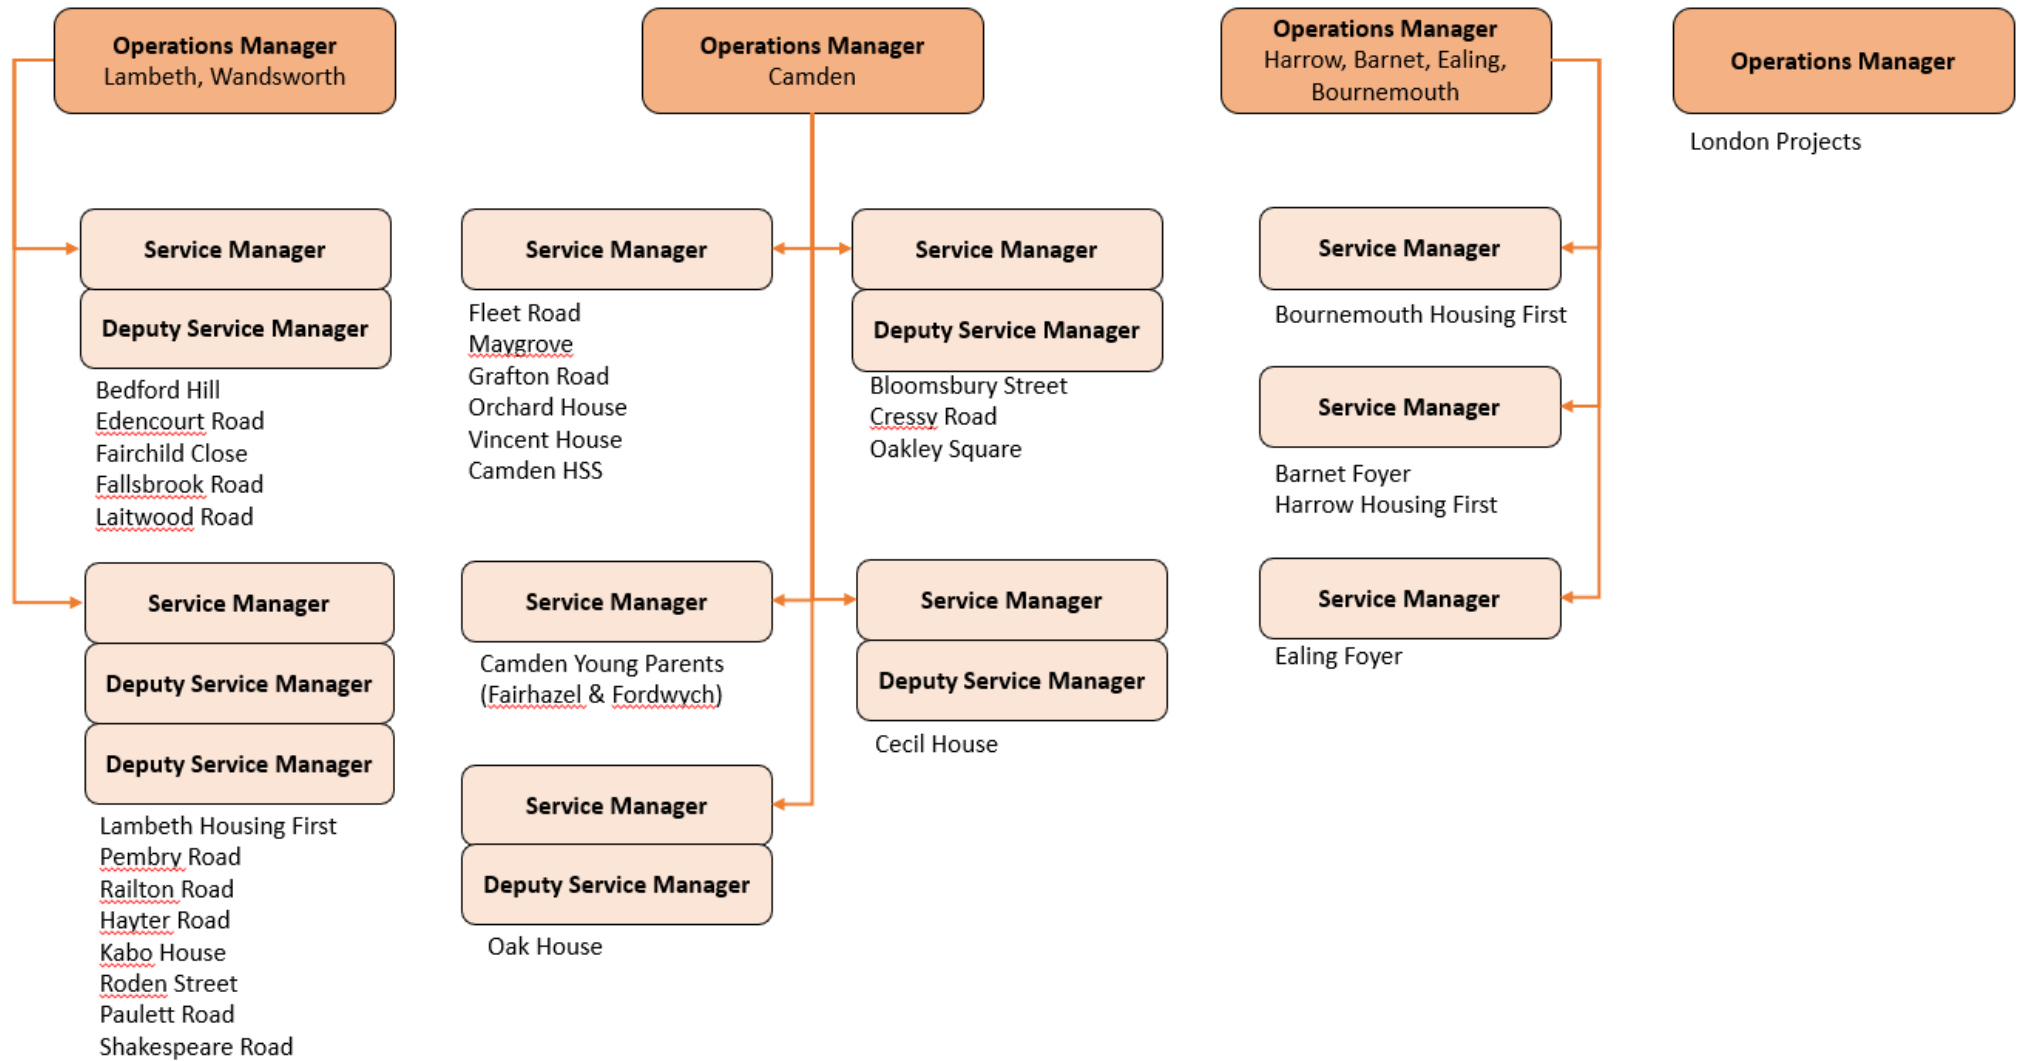 Operations Manager
Lambeth, Wandsworth
Service Manager
Deputy Service Manager
Bedford Hill
Edencourt Road
Fairchild Close
Fallsbrook Road
Laitwood Road
Service Manager
Deputy Service Manager
Deputy Service Manager
Lambeth Housing First
Pembry Road
Railton Road
Hayter Road
Kabo House
Roden Street
Paulett Road
Shakespeare Road
Operations Manager
Camden
Service Manager
Fleet Road
Maygrove
Grafton Road
Orchard House
Vincent House
Camden HSS
Service Manager
Deputy Service Manager
Bloomsbury Street
Cressy Road
Oakley Square
Service Manager
Camden Young Parents
(Fairhazel & Fordwych)
Service Manager
Deputy Service Manager
Cecil House
Service Manager
Deputy Service Manager
Oak House
Operations Manager
Harrow, Barnet, Ealing,
Bournemouth
Service Manager
Bournemouth Housing First
Service Manager
Barnet Foyer
Harrow Housing First
Service Manager
Ealing Foyer
Operations Manager
London Projects